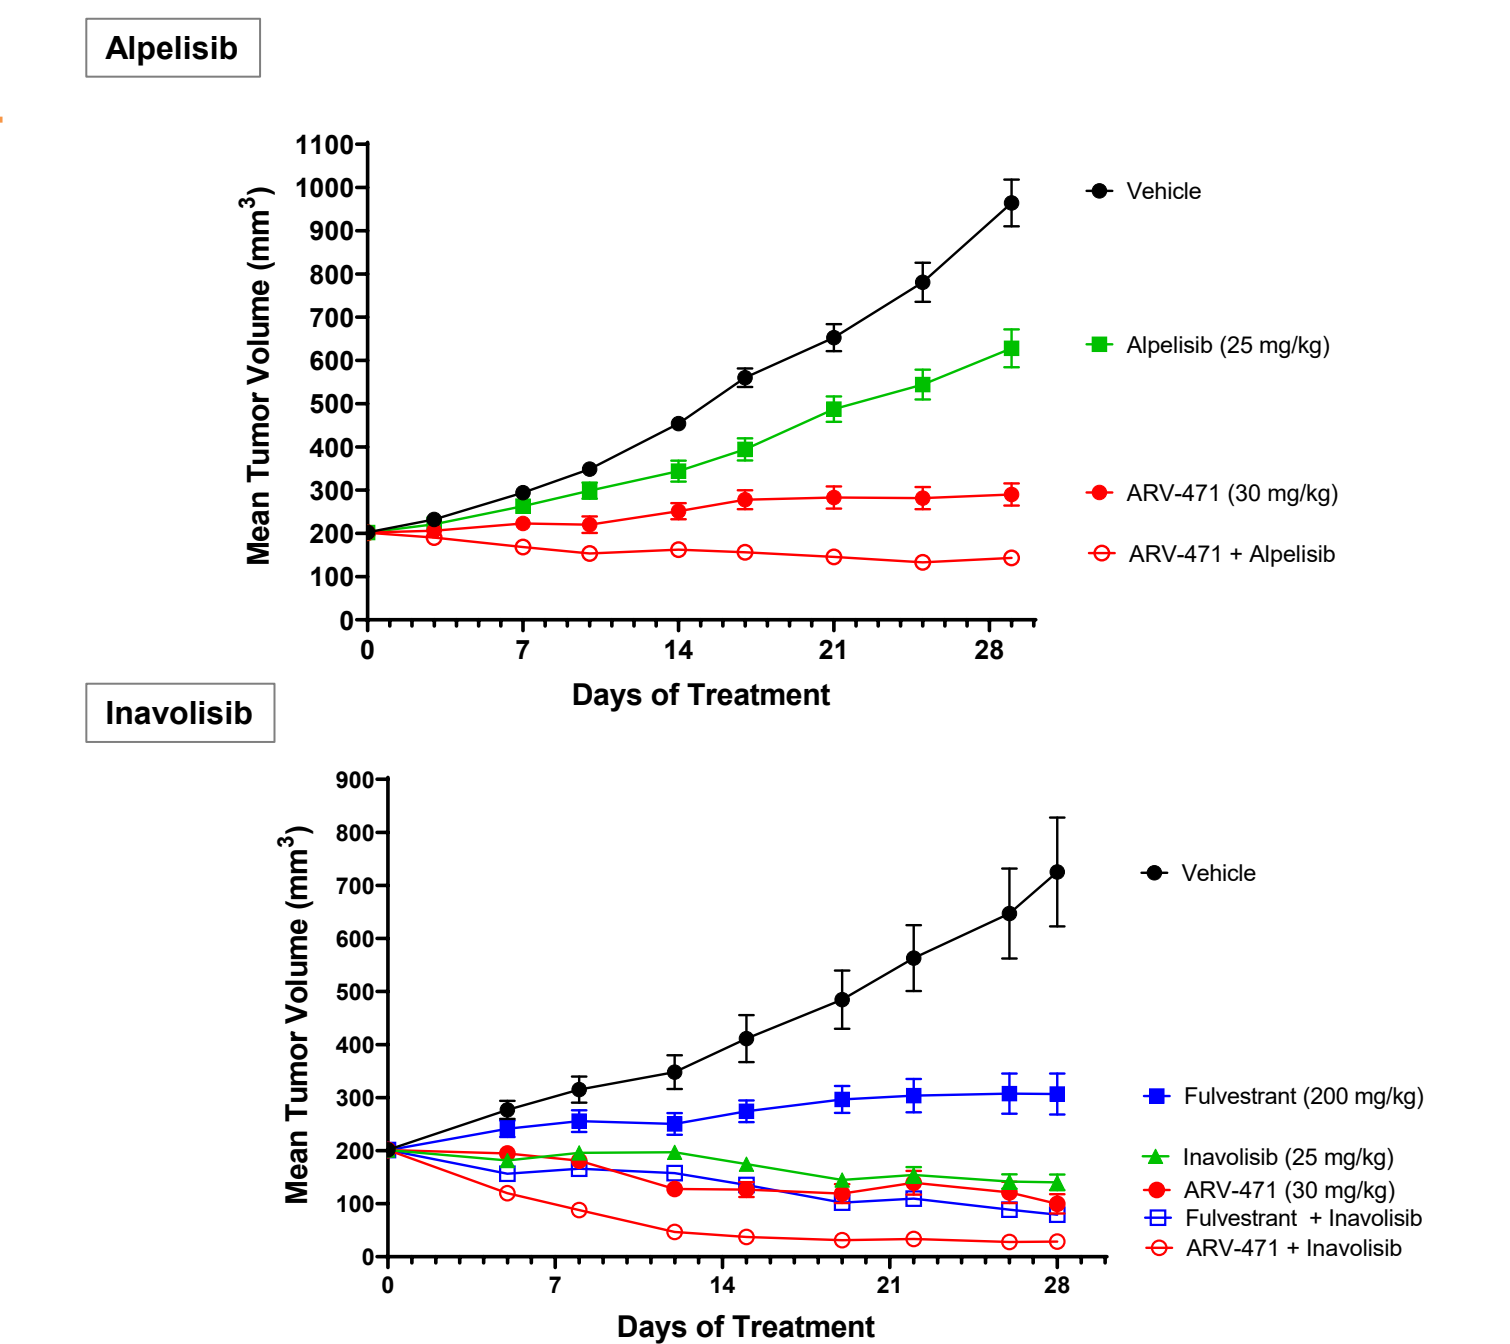 Alpelisib
1100
1000
900
800
700
600
500
400
300
200
100
0
Mean Tumor Volume (mm³)
0 7 14 21 28
Days of Treatment
Vehicle
Alpelisib (25 mg/kg)
ARV-471 (30 mg/kg)
ARV-471 + Alpelisib
Inavolisib
900
800
700
600
500
400
300
200
100
0
Mean Tumor Volume (mm³)
0 7 14 21 28
Days of Treatment
Vehicle
Fulvestrant (200 mg/kg)
Inavolisib (25 mg/kg)
ARV-471 (30 mg/kg)
Fulvestrant + Inavolisib
ARV-471 + Inavolisib